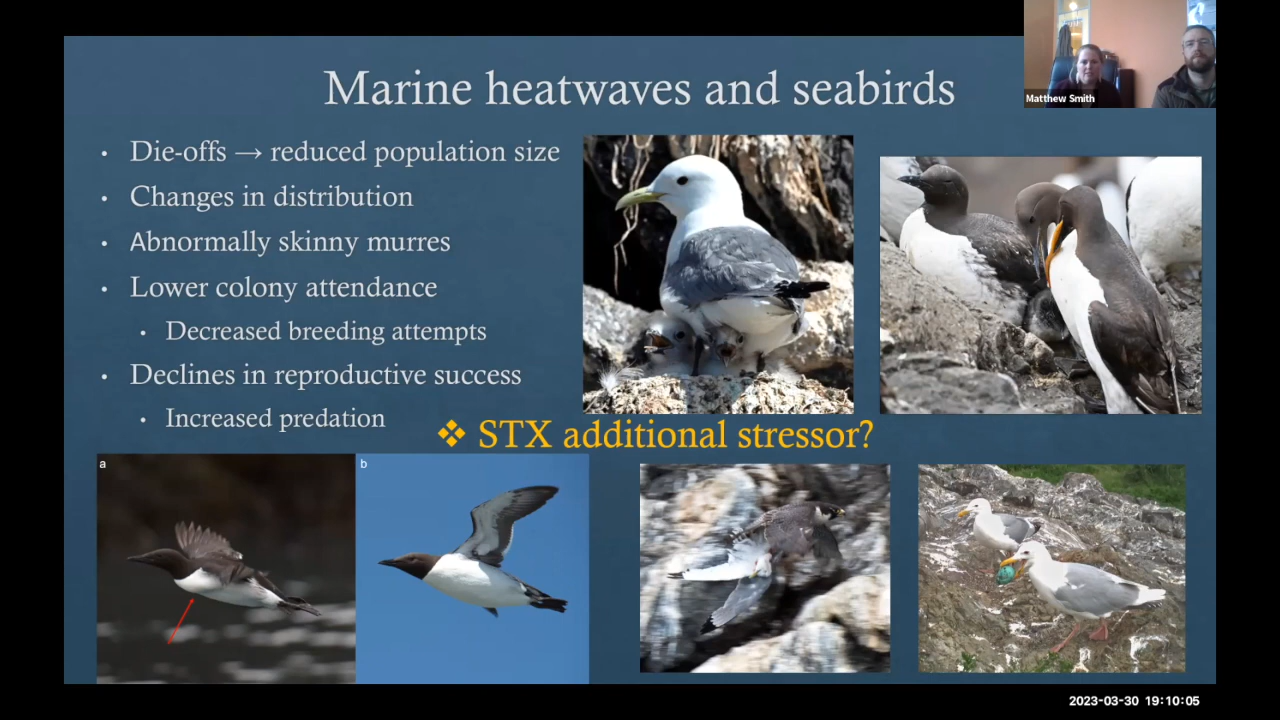 Marine heatwaves and seabirds
Matthew Smith
• Die-offs → reduced population size
• Changes in distribution
• Abnormally skinny murres
• Lower colony attendance
• Decreased breeding attempts
• Declines in reproductive success
• Increased predation
❖ STX additional stressor?
a
b
2023-03-30 19:10:05